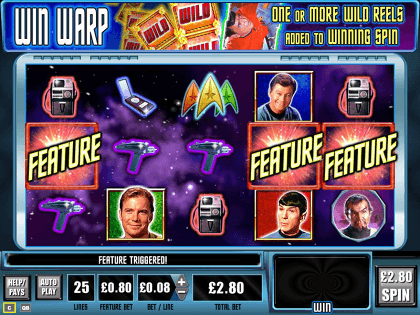 WIN WARP
WILD
WILD
ONE OR MORE WILD REELS
ADDED TO WINNING SPIN
FEATURE
FEATURE
FEATURE
FEATURE TRIGGERED!
HELP/
PAYS
AUTO
PLAY
25
LINES
£0.80
FEATURE BET
£0.08
BET / LINE
+
-
£2.80
TOTAL BET
WIN
£2.80
SPIN
C
GB